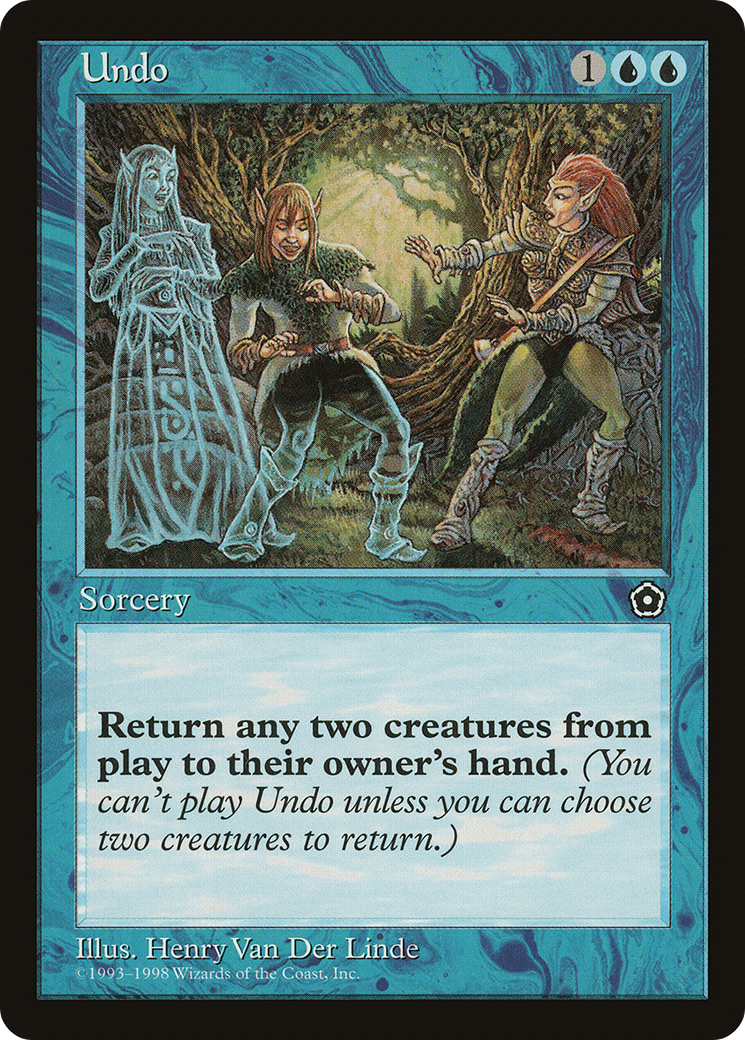 Undo
1
Sorcery
Return any two creatures from
play to their owner's hand. (You
can't play Undo unless you can choose
two creatures to return.)
Illus. Henry Van Der Linde
©1993–1998 Wizards of the Coast, Inc.